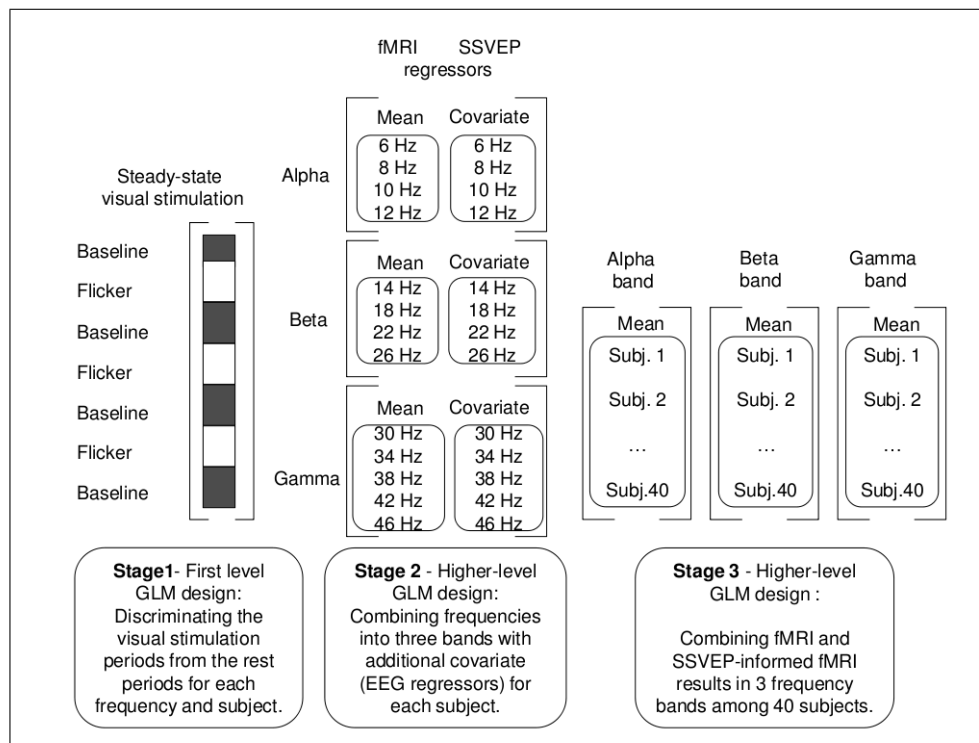 fMRI SSVEP
regressors
Steady-state
visual stimulation
Baseline
Flicker
Baseline
Flicker
Baseline
Flicker
Baseline
Alpha
Mean Covariate
6 Hz 6 Hz
8 Hz 8 Hz
10 Hz 10 Hz
12 Hz 12 Hz
Beta
Mean Covariate
14 Hz 14 Hz
18 Hz 18 Hz
22 Hz 22 Hz
26 Hz 26 Hz
Gamma
Mean Covariate
30 Hz 30 Hz
34 Hz 34 Hz
38 Hz 38 Hz
42 Hz 42 Hz
46 Hz 46 Hz
Alpha
band
Mean
Subj. 1
Subj. 2
...
Subj.40
Beta
band
Mean
Subj. 1
Subj. 2
...
Subj.40
Gamma
band
Mean
Subj. 1
Subj. 2
...
Subj.40
Stage1- First level
GLM design:
Discriminating the
visual stimulation
periods from the rest
periods for each
frequency and subject.
Stage 2 - Higher-level
GLM design:
Combining frequencies
into three bands with
additional covariate
(EEG regressors) for
each subject.
Stage 3 - Higher-level
GLM design :
Combining fMRI and
SSVEP-informed fMRI
results in 3 frequency
bands among 40 subjects.